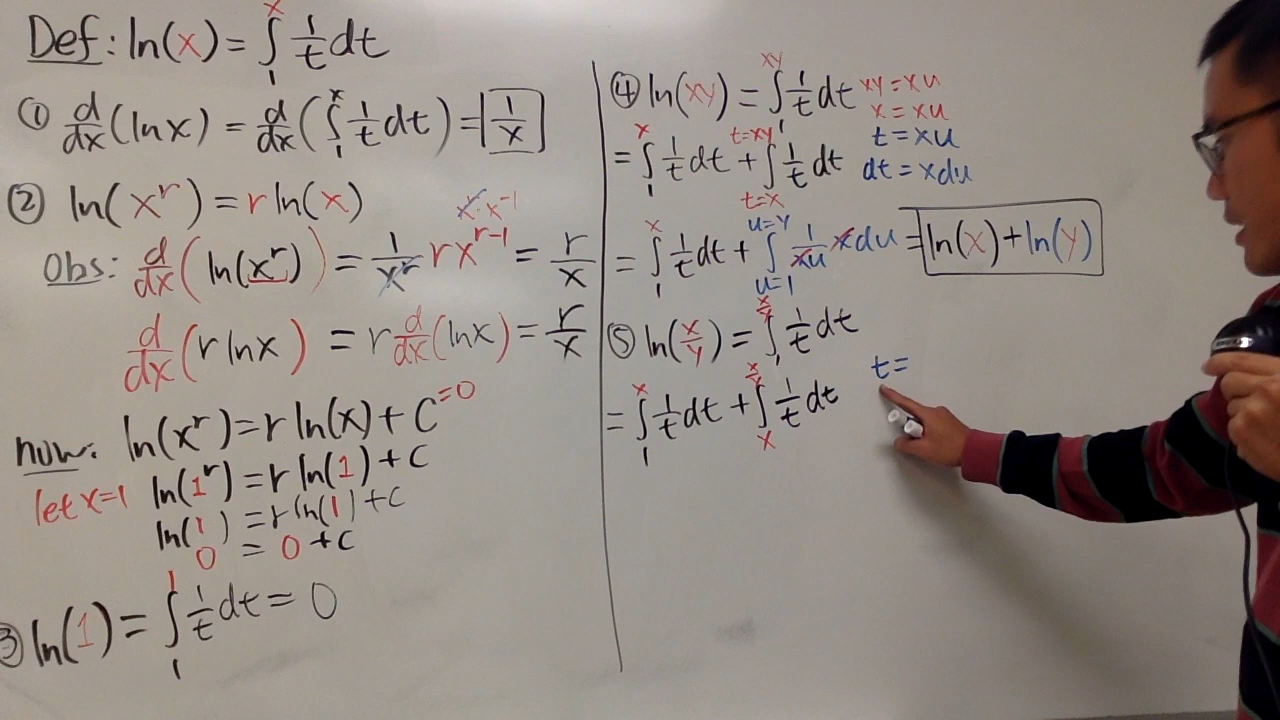 Def: ln(x) = ∫₁ˣ 1/t dt
① d/dx (ln x) = d/dx (∫₁ˣ 1/t dt) = 1/x
② ln(xʳ) = r ln(x)
xʳ·x⁻¹
Obs: d/dx (ln(xʳ)) = 1/xʳ r xʳ⁻¹ = r/x
d/dx (r ln x) = r d/dx (ln x) = r/x
now: ln(xʳ) = r ln(x) + C =0
let x=1 ln(1ʳ) = r ln(1) + C
ln(1) = r ln(1) + C
0 = 0 + C
③ ln(1) = ∫₁¹ 1/t dt = 0
④ ln(xy) = ∫₁ˣʸ 1/t dt xy = xu
x = xu
= ∫₁ˣ 1/t dt + ∫_{t=x}^{t=xy} 1/t dt t = xu
dt = x du
= ∫₁ˣ 1/t dt + ∫_{u=1}^{u=y} 1/xu x du = ln(x) + ln(y)
⑤ ln(x/y) = ∫₁^{x/y} 1/t dt
= ∫₁ˣ 1/t dt + ∫ₓ^{x/y} 1/t dt t =